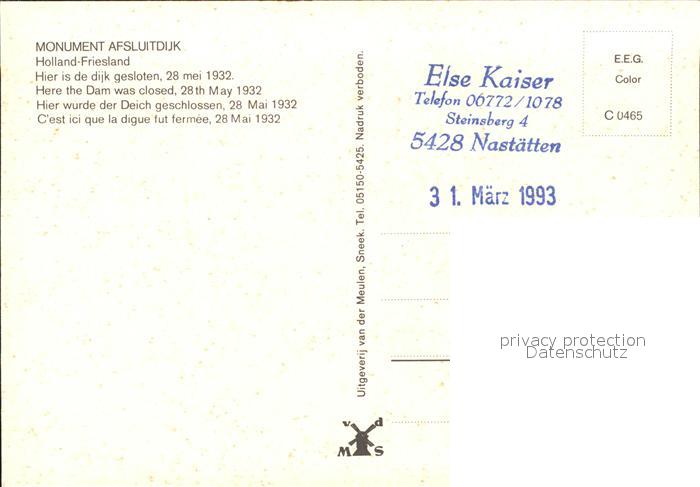 MONUMENT AFSLUITDIJK
Holland-Friesland
Hier is de dijk gesloten, 28 mei 1932.
Here the Dam was closed, 28th May 1932
Hier wurde der Deich geschlossen, 28 Mai 1932
C'est ici que la digue fut fermée, 28 Mai 1932
Uitgeverij van der Meulen, Sneek. Tel. 05150-5425. Nadruk verboden.
v d
M S
Else Kaiser
Telefon 06772/1078
Steinsberg 4
5428 Nastätten
31. März 1993
E.E.G.
Color
C 0465
privacy protection
Datenschutz